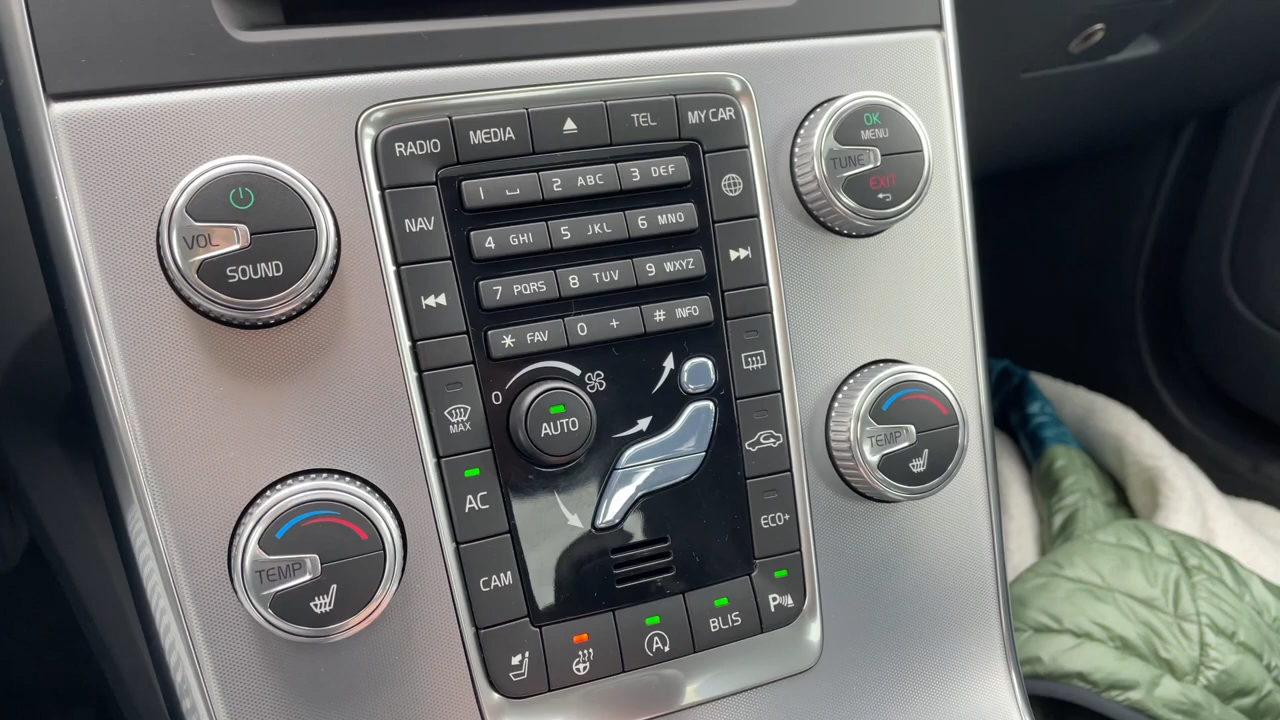 RADIO
MEDIA
TEL
MY CAR
1
2 ABC
3 DEF
NAV
4 GHI
5 JKL
6 MNO
7 PQRS
8 TUV
9 WXYZ
* FAV
0 +
# INFO
VOL
SOUND
OK
MENU
TUNE
EXIT
0
AUTO
MAX
AC
CAM
ECO+
A
BLIS
P
TEMP
TEMP